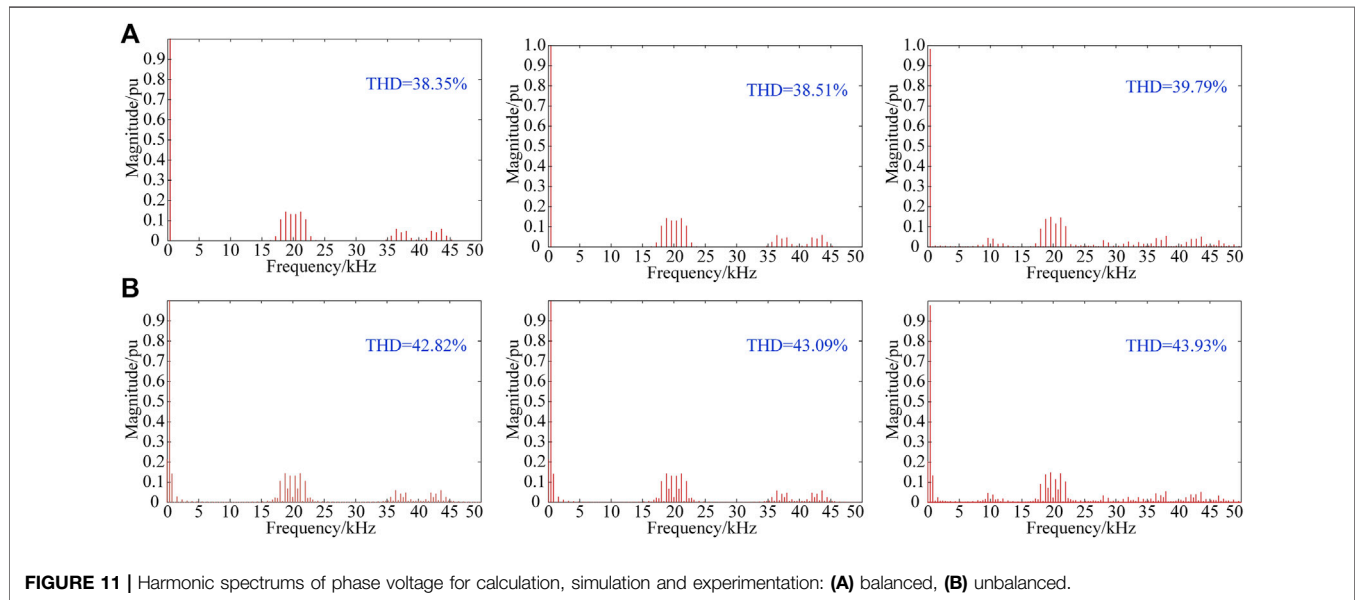 A
0.9
0.8
0.7
0.6
0.5
0.4
0.3
0.2
0.1
0
Magnitude/pu
THD=38.35%
0 5 10 15 20 25 30 35 40 45 50
Frequency/kHz
1.0
0.9
0.8
0.7
0.6
0.5
0.4
0.3
0.2
0.1
0
Magnitude/pu
THD=38.51%
0 5 10 15 20 25 30 35 40 45 50
Frequency/kHz
1.0
0.9
0.8
0.7
0.6
0.5
0.4
0.3
0.2
0.1
0
Magnitude/pu
THD=39.79%
0 5 10 15 20 25 30 35 40 45 50
Frequency/kHz
B
0.9
0.8
0.7
0.6
0.5
0.4
0.3
0.2
0.1
0
Magnitude/pu
THD=42.82%
0 5 10 15 20 25 30 35 40 45 50
Frequency/kHz
0.9
0.8
0.7
0.6
0.5
0.4
0.3
0.2
0.1
0
Magnitude/pu
THD=43.09%
0 5 10 15 20 25 30 35 40 45 50
Frequency/kHz
0.9
0.8
0.7
0.6
0.5
0.4
0.3
0.2
0.1
0
Magnitude/pu
THD=43.93%
0 5 10 15 20 25 30 35 40 45 50
Frequency/kHz
FIGURE 11 | Harmonic spectrums of phase voltage for calculation, simulation and experimentation: (A) balanced, (B) unbalanced.